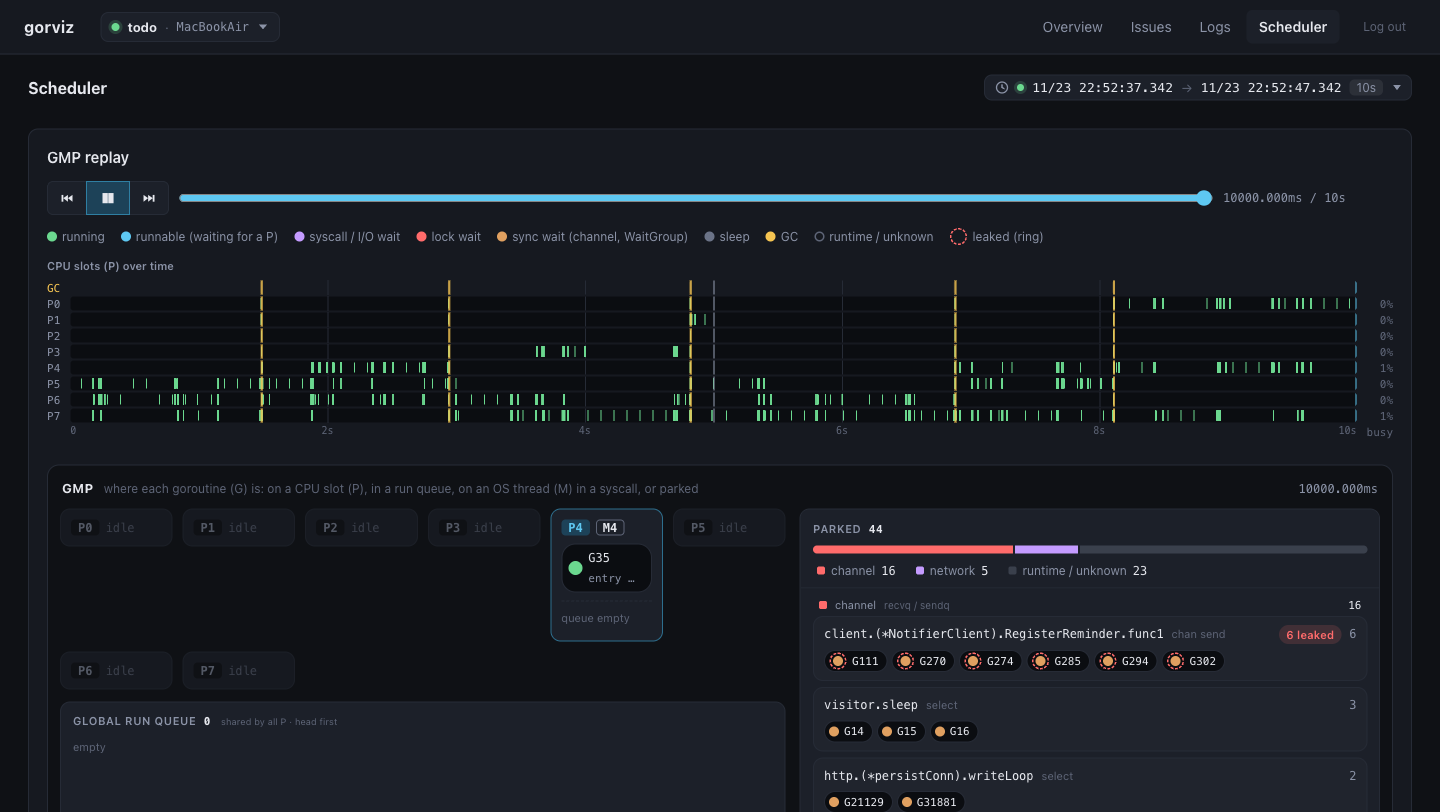 gorviz todo · MacBookAir Overview Issues Logs Scheduler Log out
Scheduler 11/23 22:52:37.342 → 11/23 22:52:47.342 10s
GMP replay
10000.000ms / 10s
running runnable (waiting for a P) syscall / I/O wait lock wait sync wait (channel, WaitGroup) sleep GC runtime / unknown leaked (ring)
CPU slots (P) over time
GC
P0 0%
P1 0%
P2 0%
P3 0%
P4 1%
P5 0%
P6 0%
P7 1%
0 2s 4s 6s 8s 10s busy
GMP where each goroutine (G) is: on a CPU slot (P), in a run queue, on an OS thread (M) in a syscall, or parked 10000.000ms
P0 idle P1 idle P2 idle P3 idle P4 M4 P5 idle
G35
entry …
queue empty
P6 idle P7 idle
GLOBAL RUN QUEUE 0 shared by all P · head first
empty
PARKED 44
channel 16 network 5 runtime / unknown 23
channel recvq / sendq 16
client.(*NotifierClient).RegisterReminder.func1 chan send 6 leaked 6
G111 G270 G274 G285 G294 G302
visitor.sleep select 3
G14 G15 G16
http.(*persistConn).writeLoop select 2
G21129 G31881